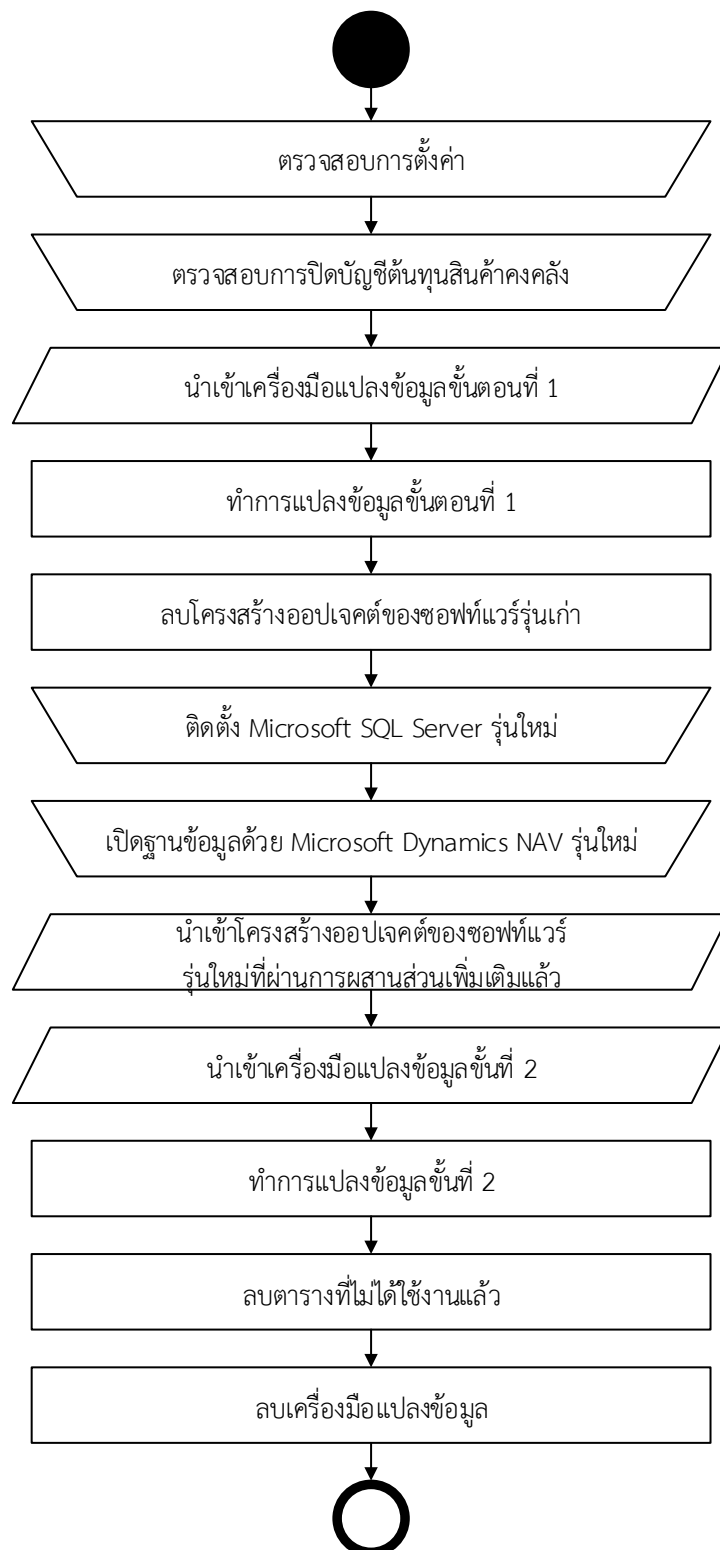 ตรวจสอบการตั้งค่า
ตรวจสอบการปิดบัญชีต้นทุนสินค้าคงคลัง
นำเข้าเครื่องมือแปลงข้อมูลขั้นตอนที่ 1
ทำการแปลงข้อมูลขั้นตอนที่ 1
ลบโครงสร้างออปเจคต์ของซอฟท์แวร์รุ่นเก่า
ติดตั้ง Microsoft SQL Server รุ่นใหม่
เปิดฐานข้อมูลด้วย Microsoft Dynamics NAV รุ่นใหม่
นำเข้าโครงสร้างออปเจคต์ของซอฟท์แวร์
รุ่นใหม่ที่ผ่านการผสานส่วนเพิ่มเติมแล้ว
นำเข้าเครื่องมือแปลงข้อมูลขั้นที่ 2
ทำการแปลงข้อมูลขั้นที่ 2
ลบตารางที่ไม่ได้ใช้งานแล้ว
ลบเครื่องมือแปลงข้อมูล